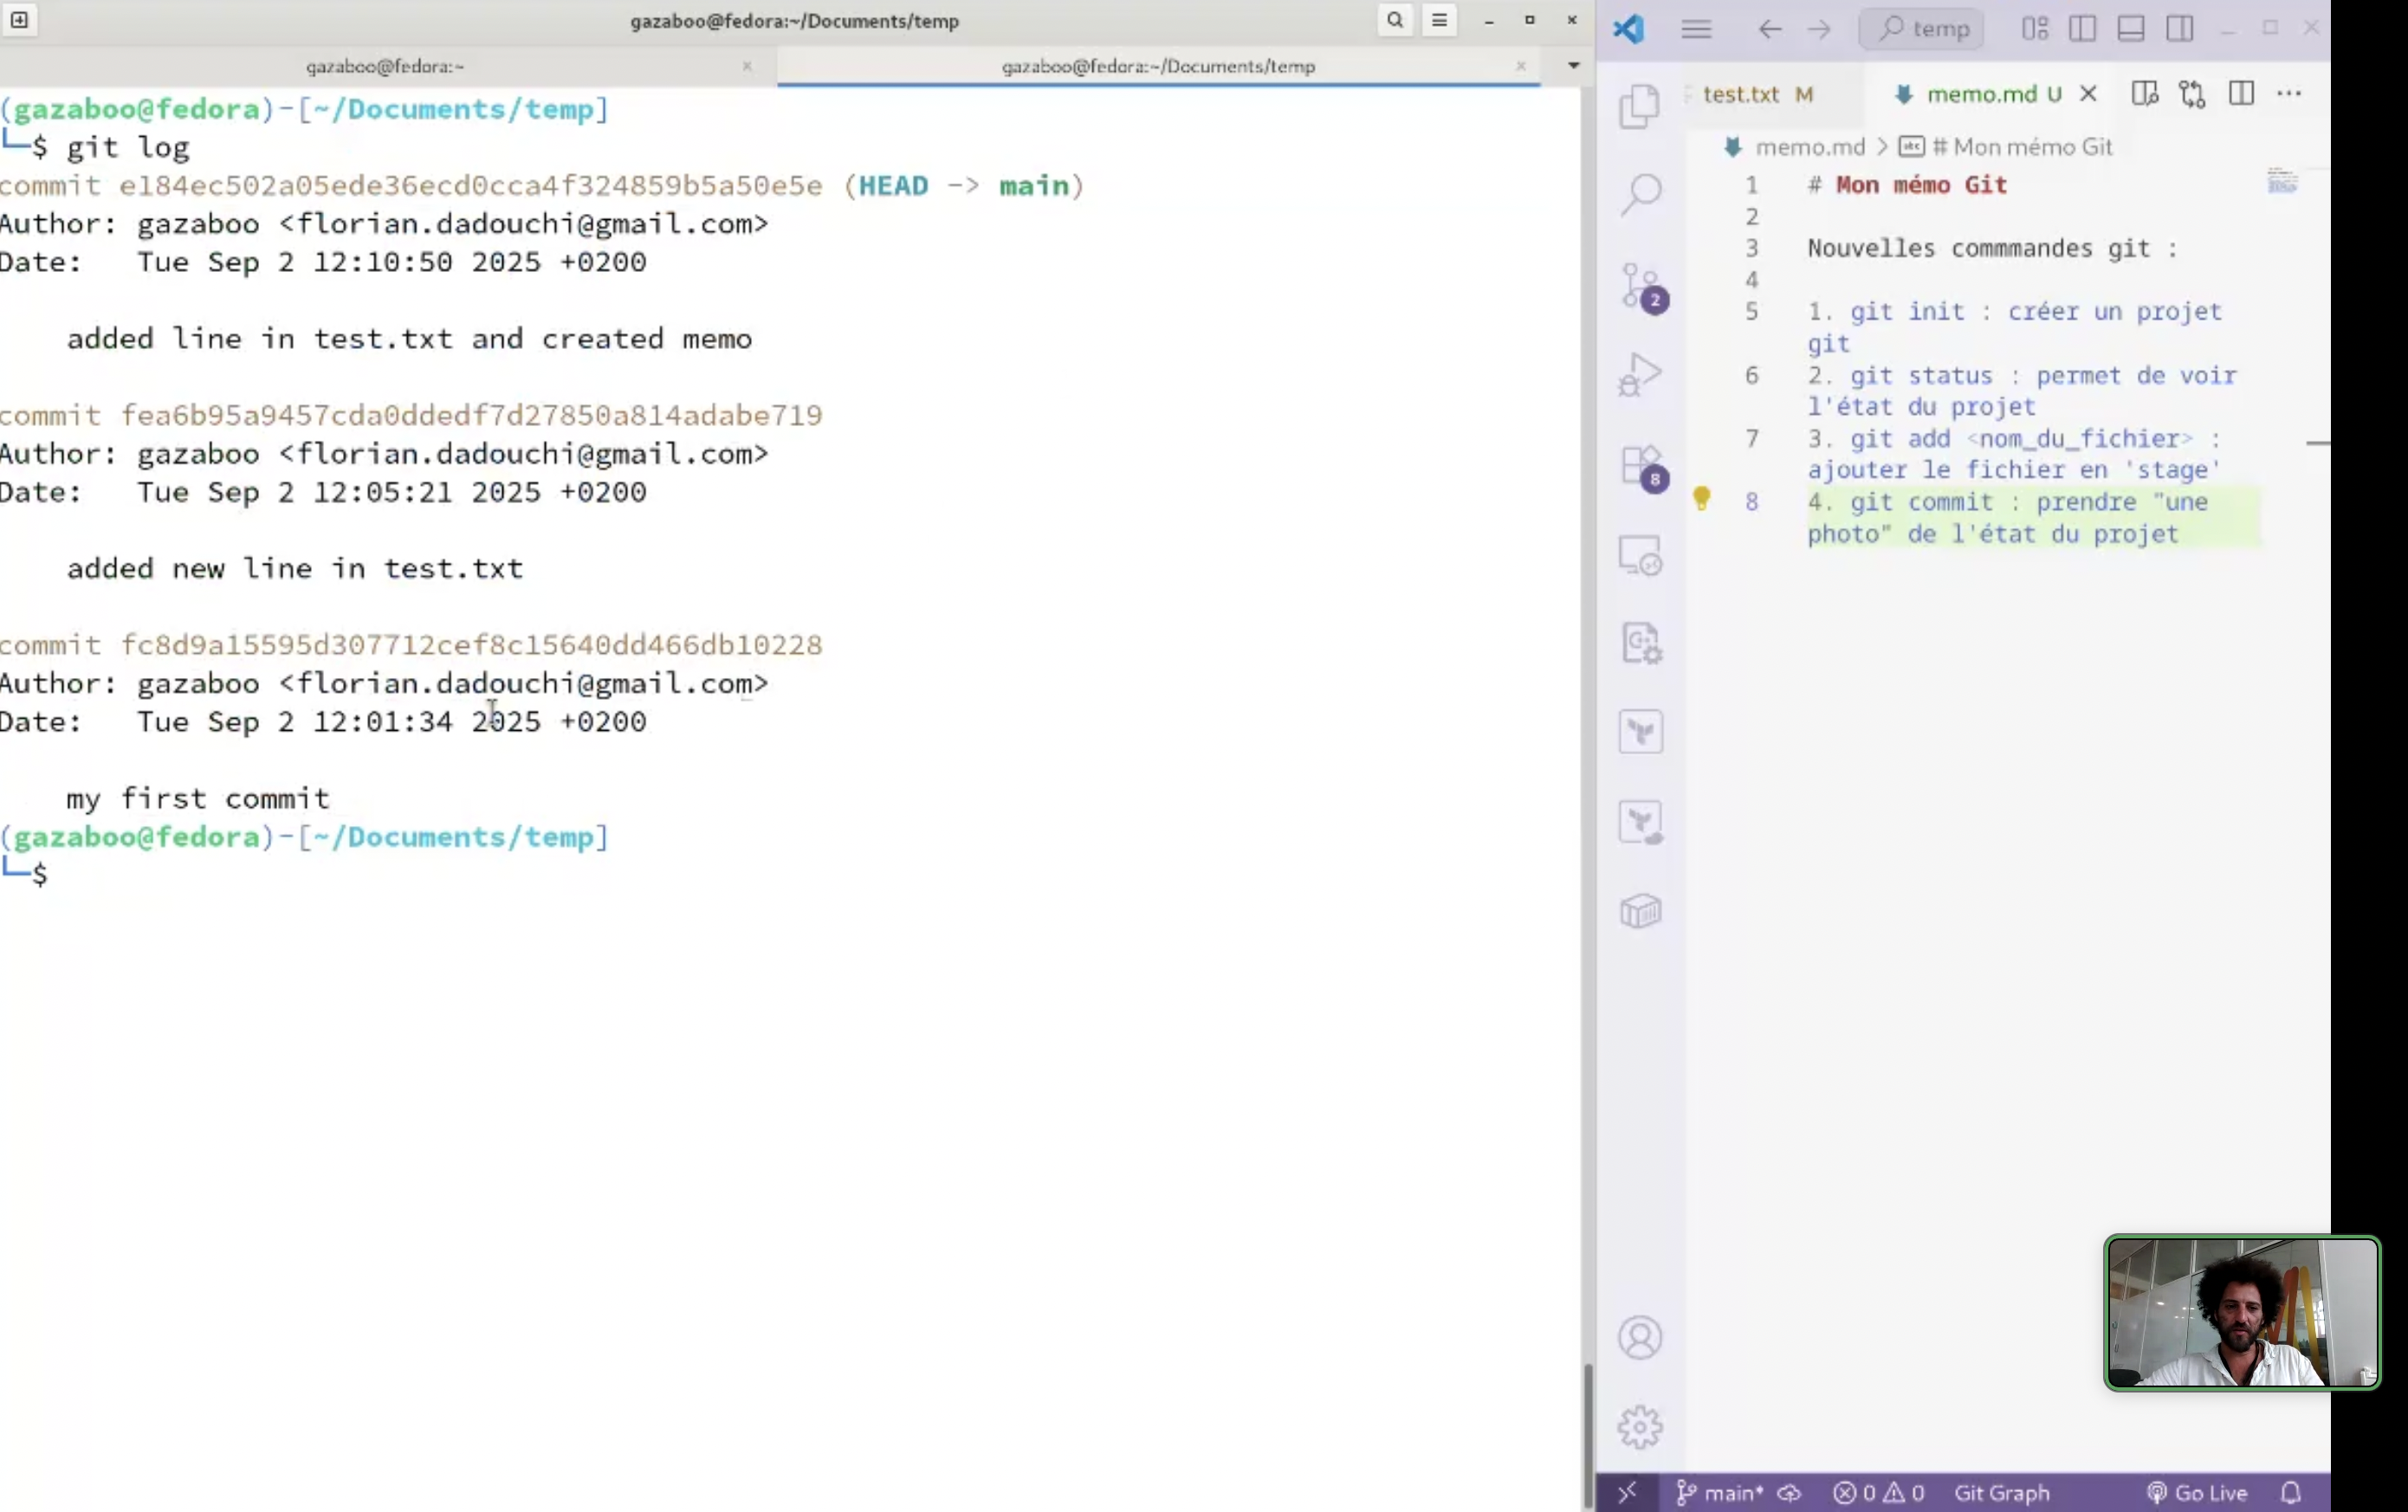 gazaboo@fedora:~/Documents/temp
gazaboo@fedora:~
gazaboo@fedora:~/Documents/temp
(gazaboo@fedora)-[~/Documents/temp]
└─$ git log
commit e184ec502a05ede36ecd0cca4f324859b5a50e5e (HEAD -> main)
Author: gazaboo <florian.dadouchi@gmail.com>
Date:   Tue Sep 2 12:10:50 2025 +0200
added line in test.txt and created memo
commit fea6b95a9457cda0ddedf7d27850a814adabe719
Author: gazaboo <florian.dadouchi@gmail.com>
Date:   Tue Sep 2 12:05:21 2025 +0200
added new line in test.txt
commit fc8d9a15595d307712cef8c15640dd466db10228
Author: gazaboo <florian.dadouchi@gmail.com>
Date:   Tue Sep 2 12:01:34 2025 +0200
my first commit
(gazaboo@fedora)-[~/Documents/temp]
└─$
temp
test.txt M
memo.md U
memo.md > # Mon mémo Git
1 # Mon mémo Git
2
3 Nouvelles commmandes git :
4
5 1. git init : créer un projet
git
6 2. git status : permet de voir
l'état du projet
7 3. git add <nom_du_fichier> :
ajouter le fichier en 'stage'
8 4. git commit : prendre "une
photo" de l'état du projet
2
8
main* 0 0 Git Graph Go Live